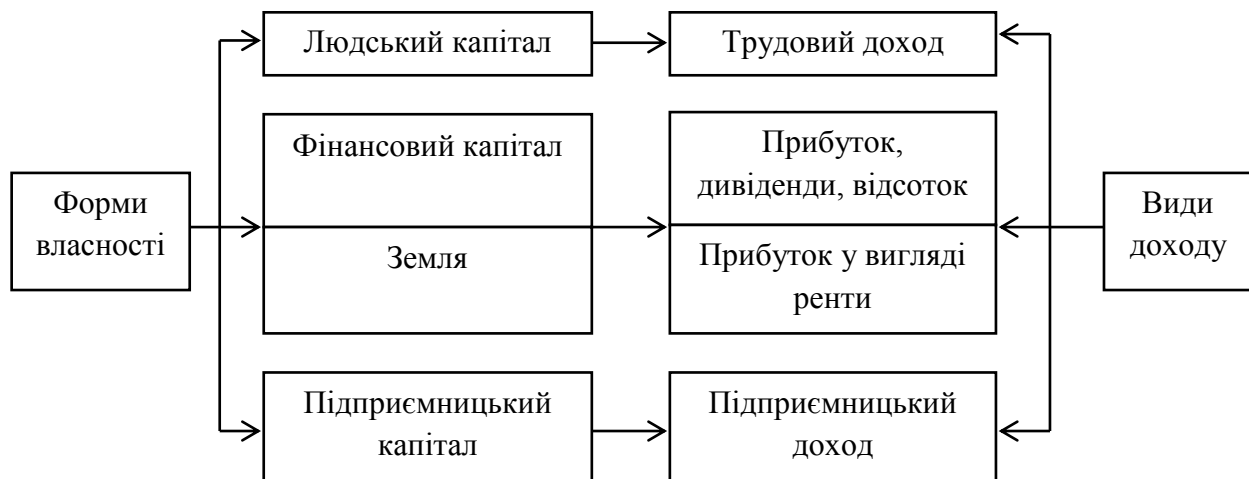 Людський капітал
Трудовий доход
Фінансовий капітал
Прибуток,
дивіденди, відсоток
Форми
власності
Земля
Прибуток у вигляді
ренти
Види
доходу
Підприємницький
капітал
Підприємницький
доход